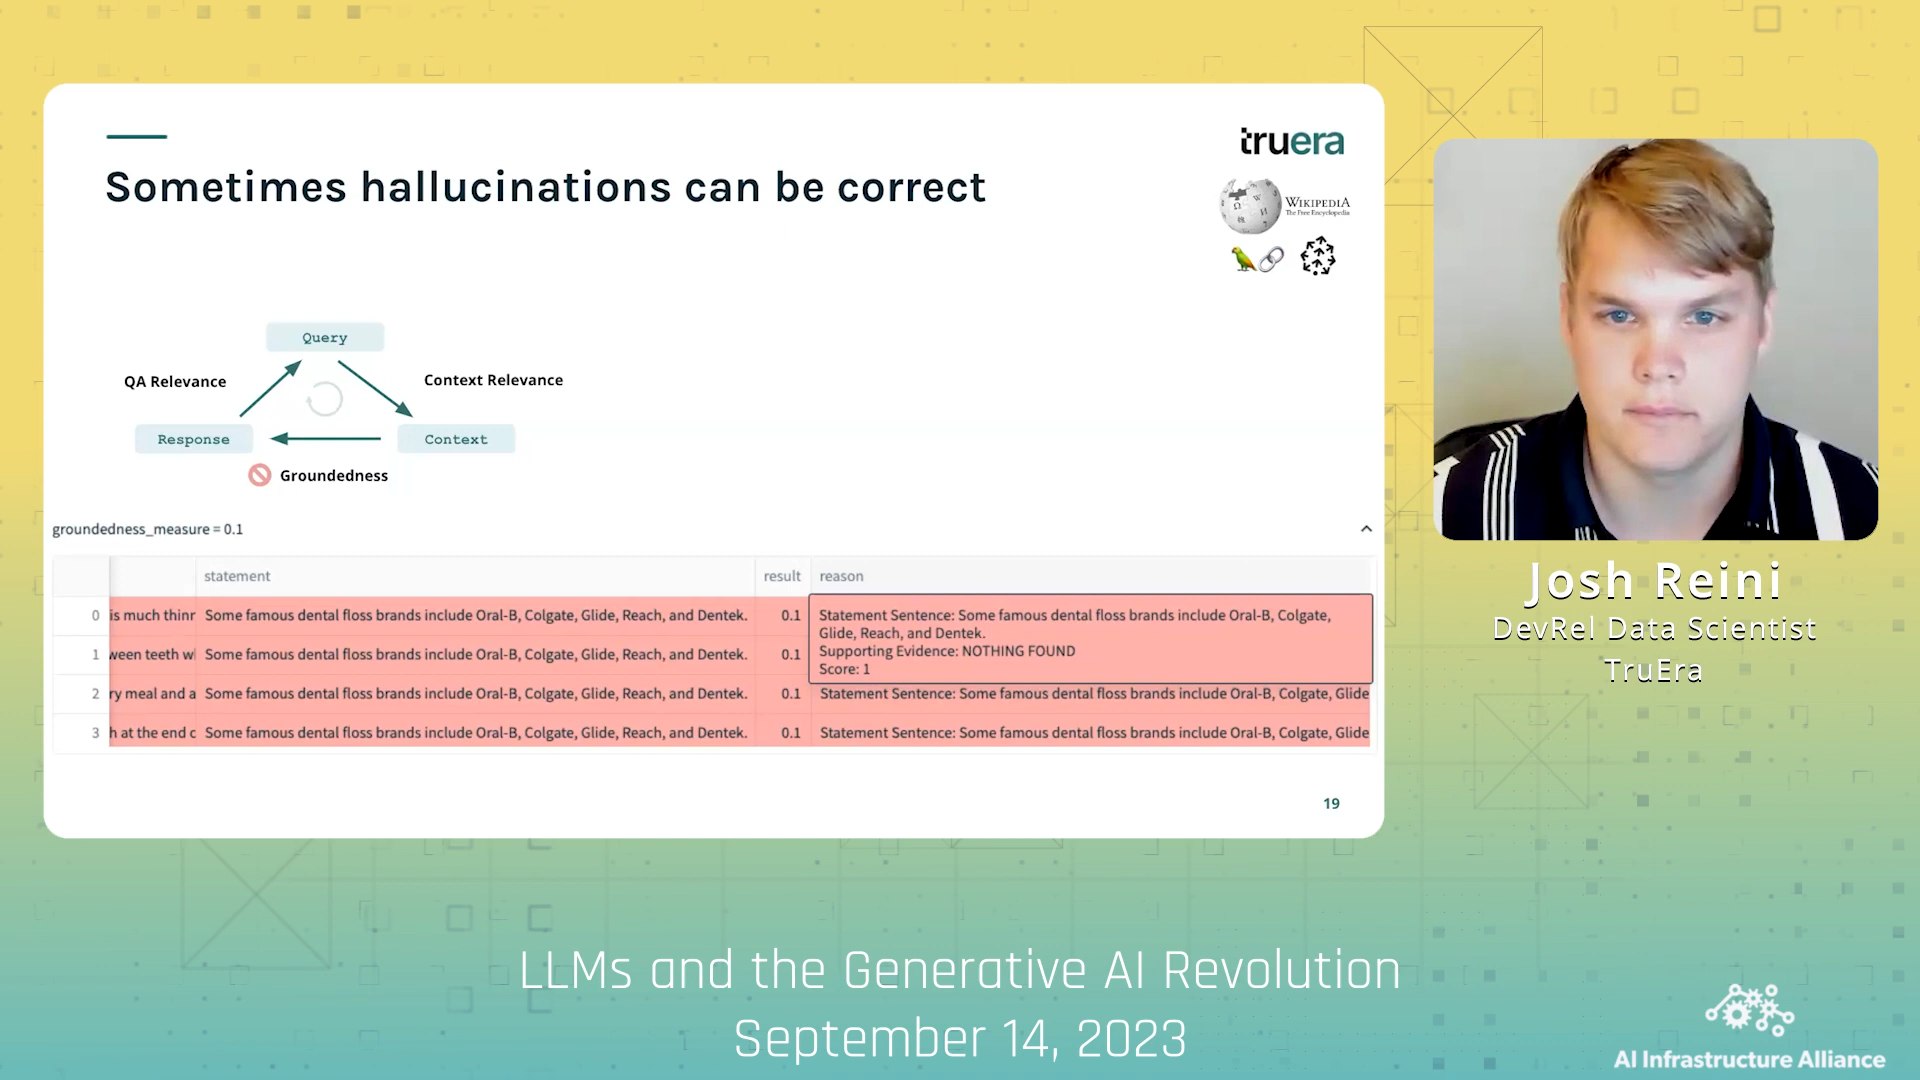 Sometimes hallucinations can be correct
truera
WIKIPEDIA
The Free Encyclopedia
Query
QA Relevance
Context Relevance
Response
Context
Groundedness
groundedness_measure = 0.1
statement result reason
0 is much thinr Some famous dental floss brands include Oral-B, Colgate, Glide, Reach, and Dentek. 0.1 Statement Sentence: Some famous dental floss brands include Oral-B, Colgate,
Glide, Reach, and Dentek.
1 ween teeth wi Some famous dental floss brands include Oral-B, Colgate, Glide, Reach, and Dentek. 0.1 Supporting Evidence: NOTHING FOUND
Score: 1
2 ry meal and a Some famous dental floss brands include Oral-B, Colgate, Glide, Reach, and Dentek. 0.1 Statement Sentence: Some famous dental floss brands include Oral-B, Colgate, Glide
3 h at the end c Some famous dental floss brands include Oral-B, Colgate, Glide, Reach, and Dentek. 0.1 Statement Sentence: Some famous dental floss brands include Oral-B, Colgate, Glide
19
Josh Reini
DevRel Data Scientist
TruEra
LLMs and the Generative AI Revolution
September 14, 2023
AI Infrastructure Alliance